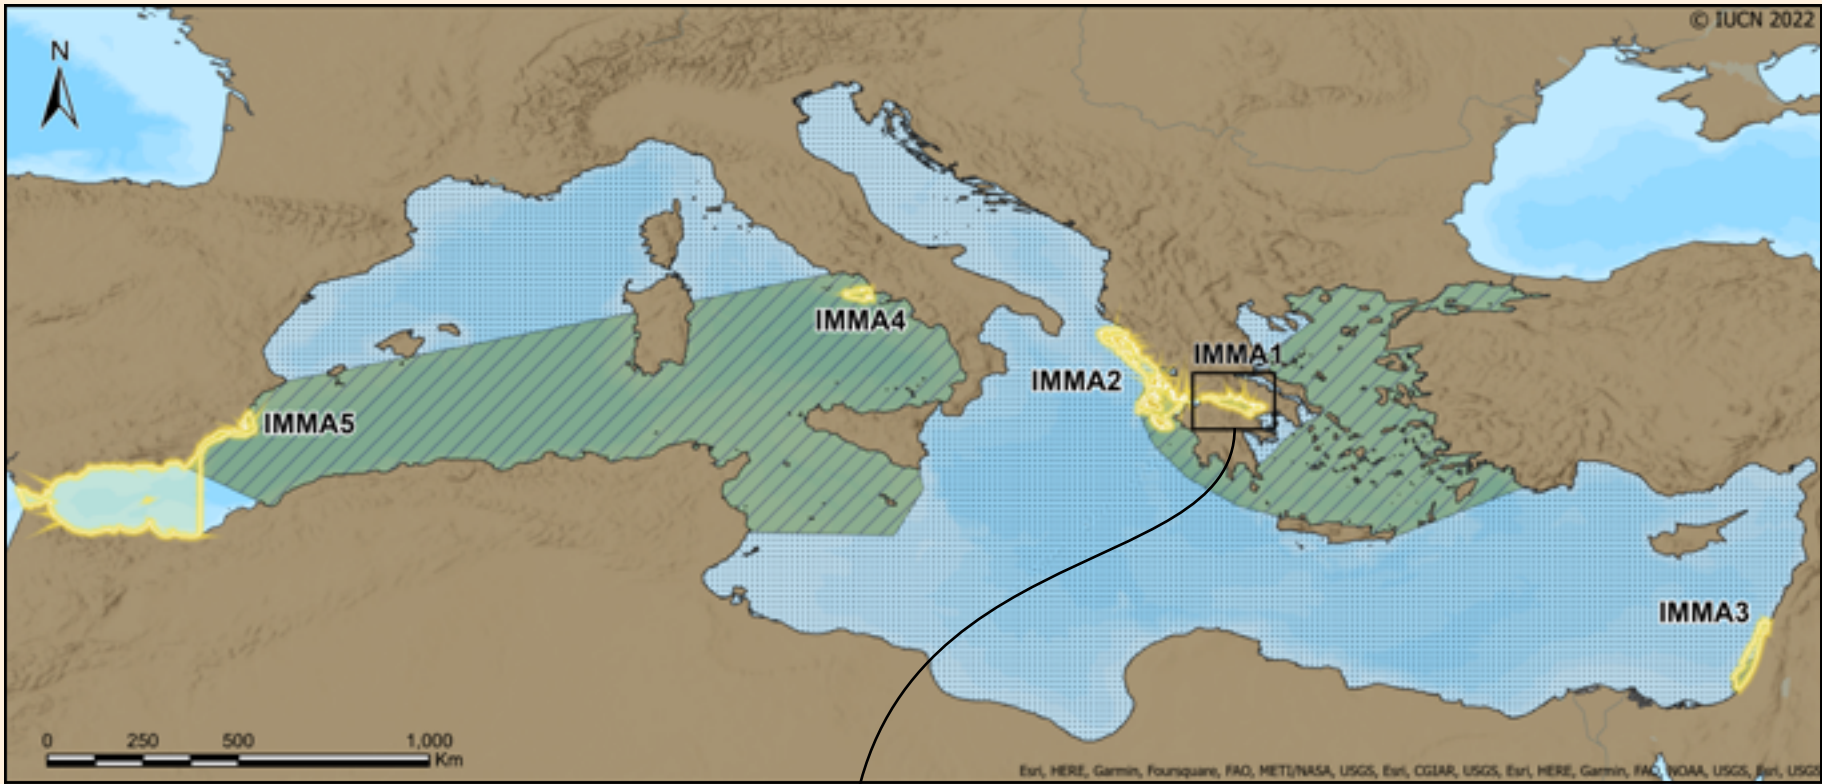 © IUCN 2022
N
IMMA4
IMMA1
IMMA2
IMMA5
IMMA3
0 250 500 1,000
Km
Esri, HERE, Garmin, Foursquare, FAO, METI/NASA, USGS, Esri, CGIAR, USGS, Esri, HERE, Garmin, FAO, NOAA, USGS, Esri, USGS